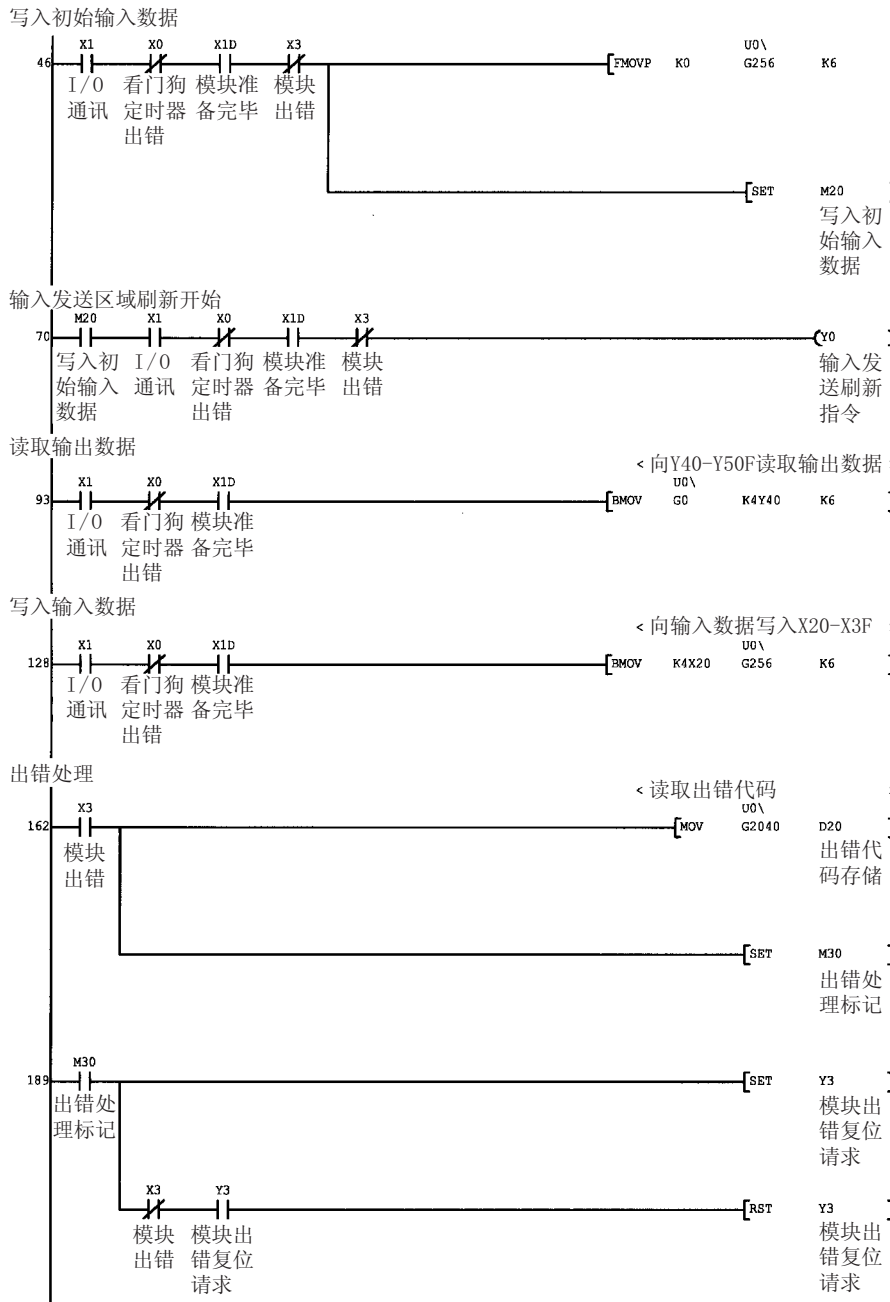 写入初始输入数据
X1 X0 X1D X3 U0\
46 FMOVP K0 G256 K6
I/O 看门狗 模块准 模块
通讯 定时器 备完毕 出错
出错
SET M20
写入初
始输入
数据
输入发送区域刷新开始
M20 X1 X0 X1D X3
70 Y0
写入初 I/O 看门狗 模块准 模块 输入发
始输入 通讯 定时器 备完毕 出错 送刷新
数据 出错 指令
读取输出数据
<向Y40-Y50F读取输出数据
X1 X0 X1D U0\
93 BMOV G0 K4Y40 K6
I/O 看门狗 模块准
通讯 定时器 备完毕
出错
写入输入数据
<向输入数据写入X20-X3F
X1 X0 X1D U0\
128 BMOV K4X20 G256 K6
I/O 看门狗 模块准
通讯 定时器 备完毕
出错
出错处理
<读取出错代码
X3 U0\
162 MOV G2040 D20
模块 出错代
出错 码存储
SET M30
出错处
理标记
M30
189 SET Y3
出错处 模块出
理标记 错复位
请求
X3 Y3
RST Y3
模块 模块出 模块出
出错 错复位 错复位
请求 请求